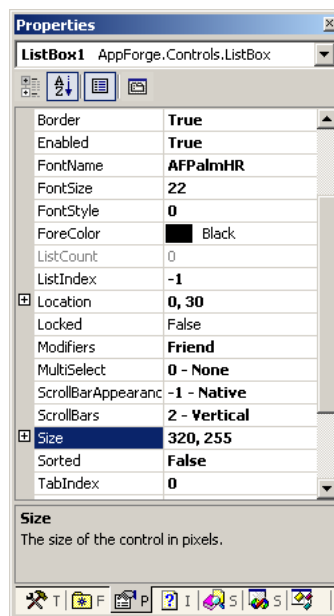 Properties
ListBox1 AppForge.Controls.ListBox
Border True
Enabled True
FontName AFPalmHR
FontSize 22
FontStyle 0
ForeColor Black
ListCount 0
ListIndex -1
Location 0, 30
Locked False
Modifiers Friend
MultiSelect 0 - None
ScrollBarAppearanc -1 - Native
ScrollBars 2 - Vertical
Size 320, 255
Sorted False
TabIndex 0
Size
The size of the control in pixels.
T F P I S S